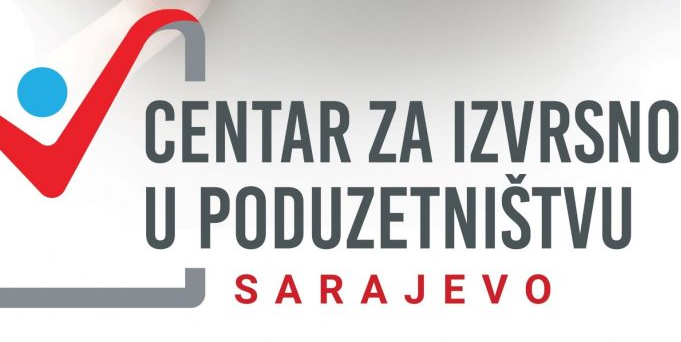 CENTAR ZA IZVRSNO
U PODUZETNIŠTVU
SARAJEVO